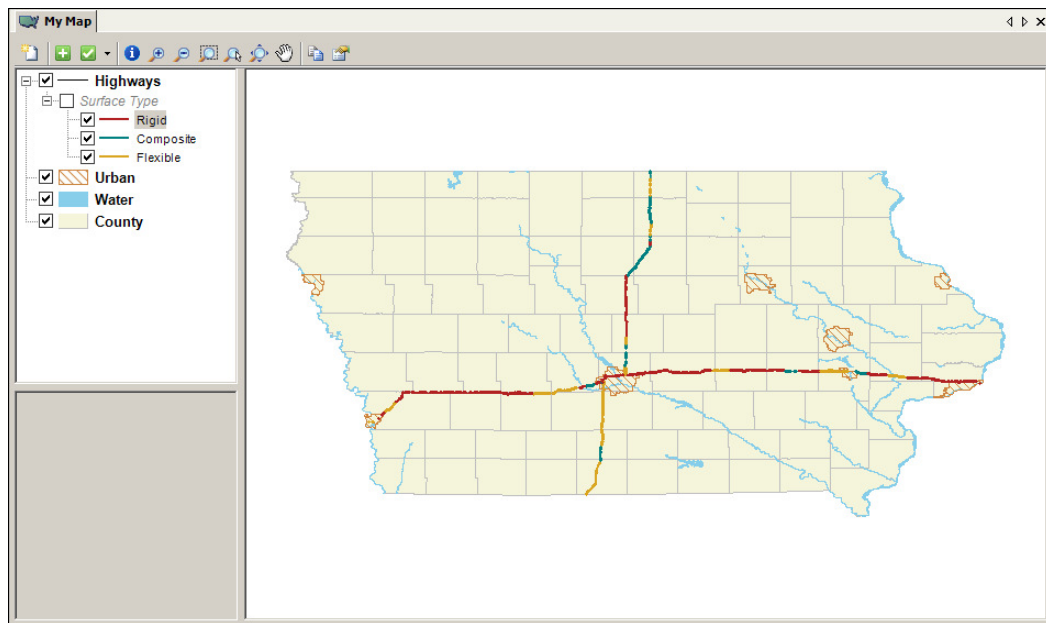 My Map
Highways
Surface Type
Rigid
Composite
Flexible
Urban
Water
County